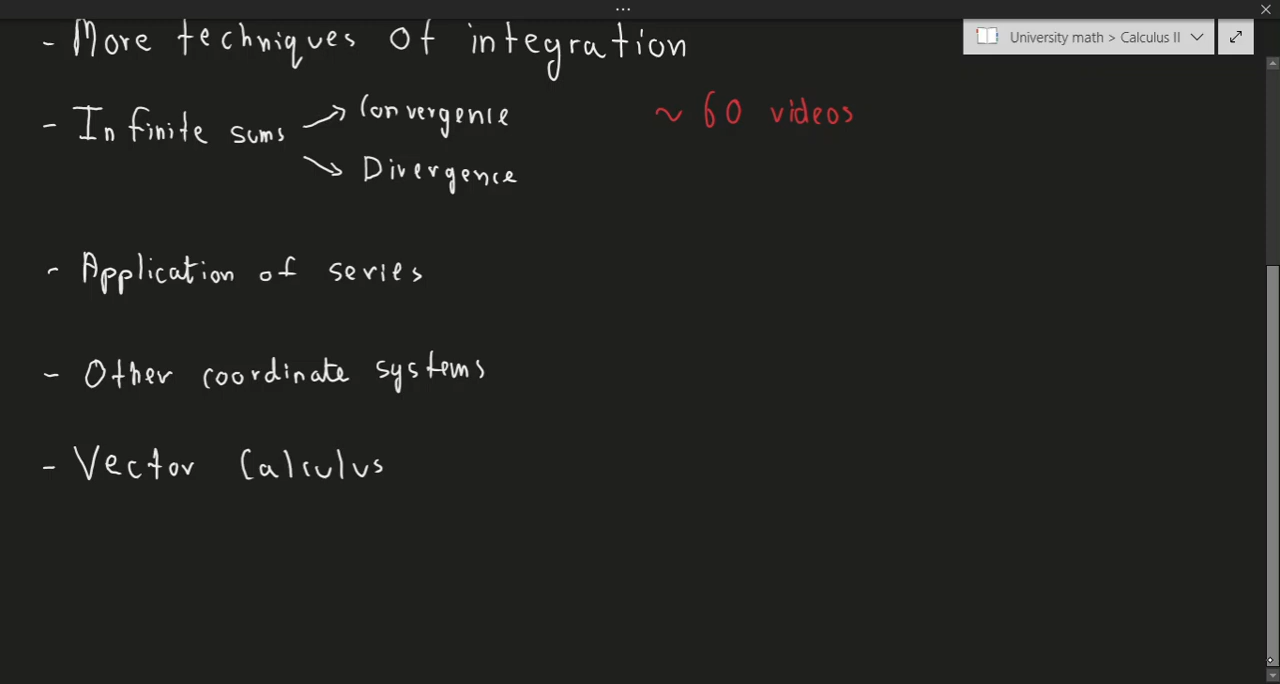 ...
University math > Calculus II
- More techniques of integration
- Infinite sums → Convergence
→ Divergence
~ 60 videos
- Application of series
- Other coordinate systems
- Vector Calculus